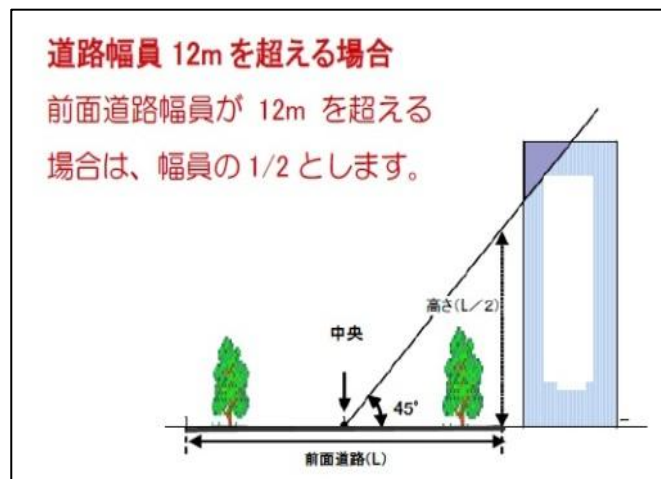 道路幅員 12m を超える場合
前面道路幅員が 12m を超える
場合は、幅員の 1/2 とします。
高さ(L/2)
中央
45°
前面道路(L)